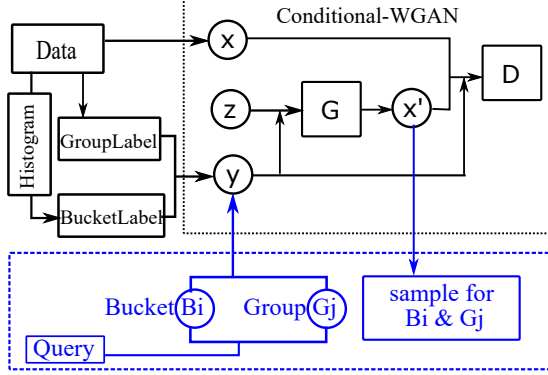 Conditional-WGAN
Data
x
D
Histogram
z
G
x'
GroupLabel
y
BucketLabel
Bucket Bi
Group Gj
sample for
Bi & Gj
Query